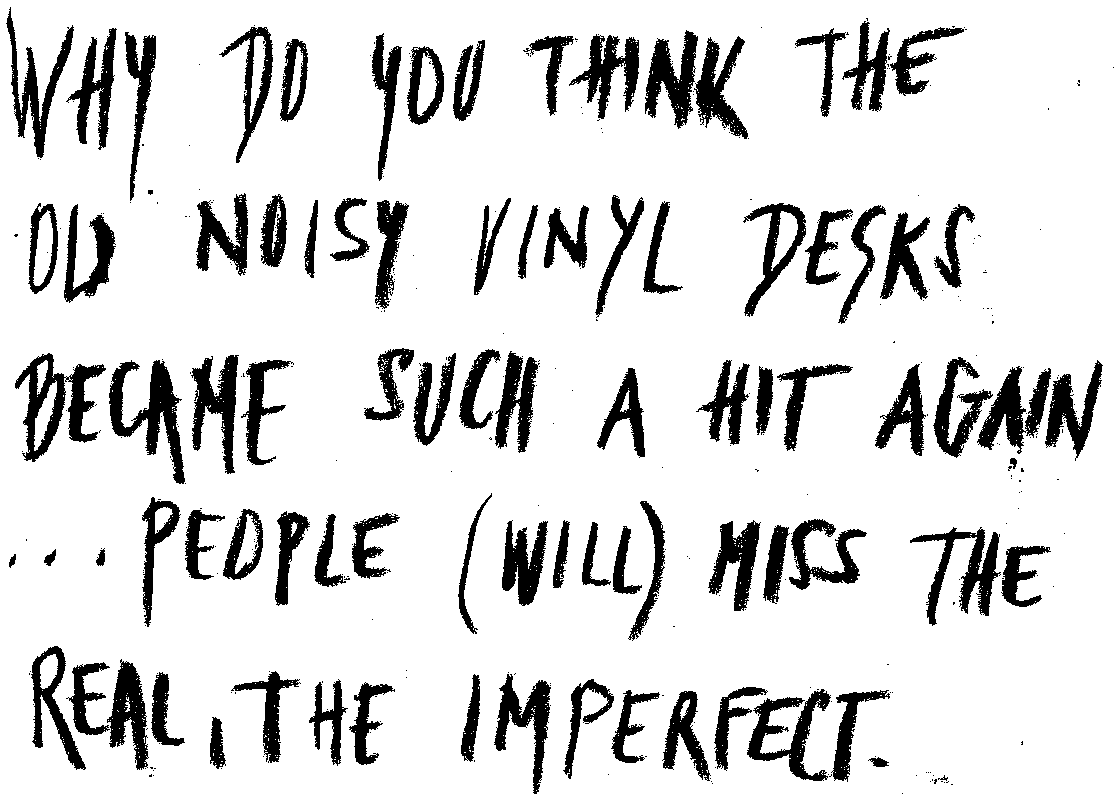 WHY DO YOU THINK THE
OLD NOISY VINYL DESKS
BECAME SUCH A HIT AGAIN
... PEOPLE (WILL) MISS THE
REAL, THE IMPERFECT.